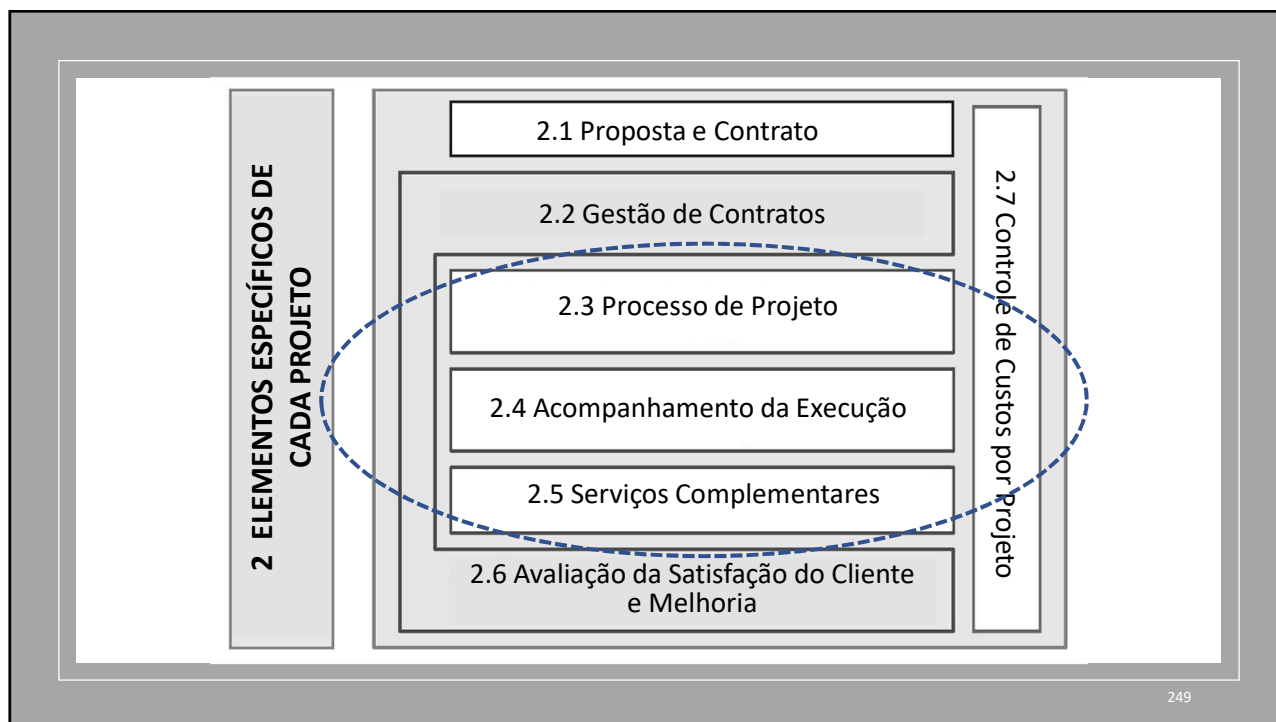 2 ELEMENTOS ESPECÍFICOS DE
CADA PROJETO
2.1 Proposta e Contrato
2.2 Gestão de Contratos
2.3 Processo de Projeto
2.4 Acompanhamento da Execução
2.5 Serviços Complementares
2.6 Avaliação da Satisfação do Cliente
e Melhoria
2.7 Controle de Custos por Projeto
249